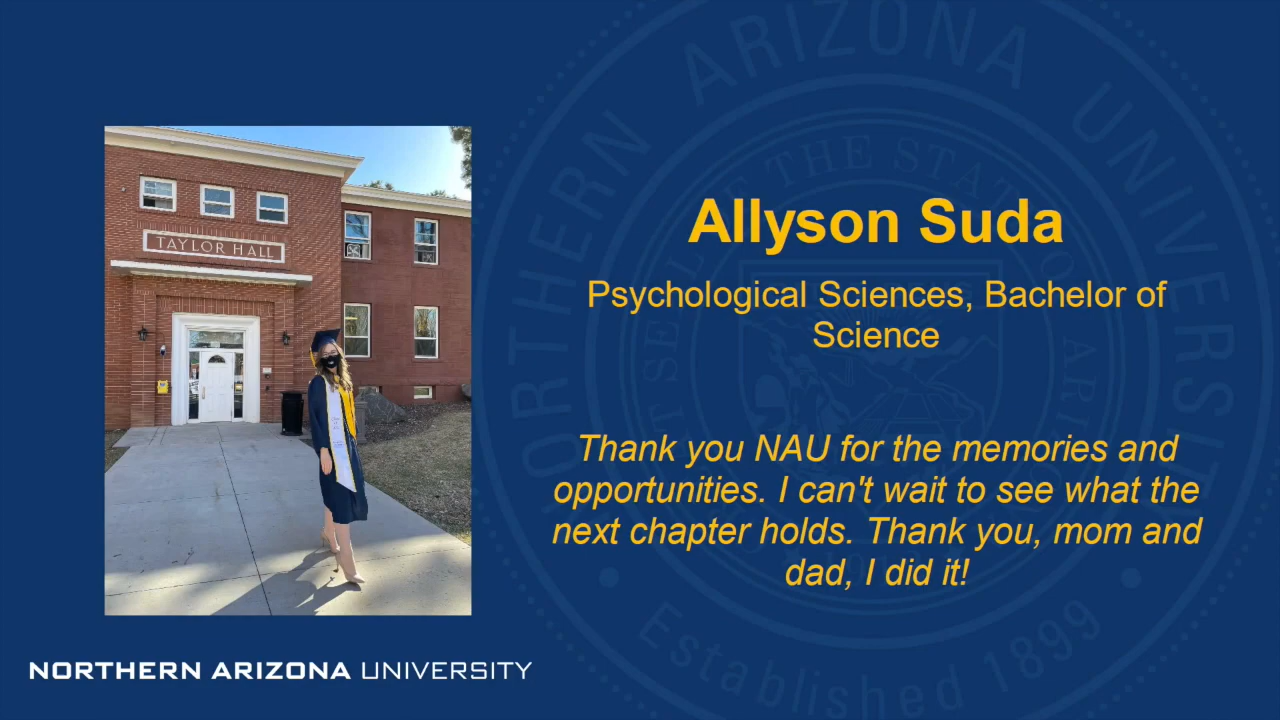 TAYLOR HALL
Allyson Suda
Psychological Sciences, Bachelor of
Science
Thank you NAU for the memories and
opportunities. I can't wait to see what the
next chapter holds. Thank you, mom and
dad, I did it!
NORTHERN ARIZONA UNIVERSITY
NORTHERN ARIZONA UNIVERSITY
Established 1899